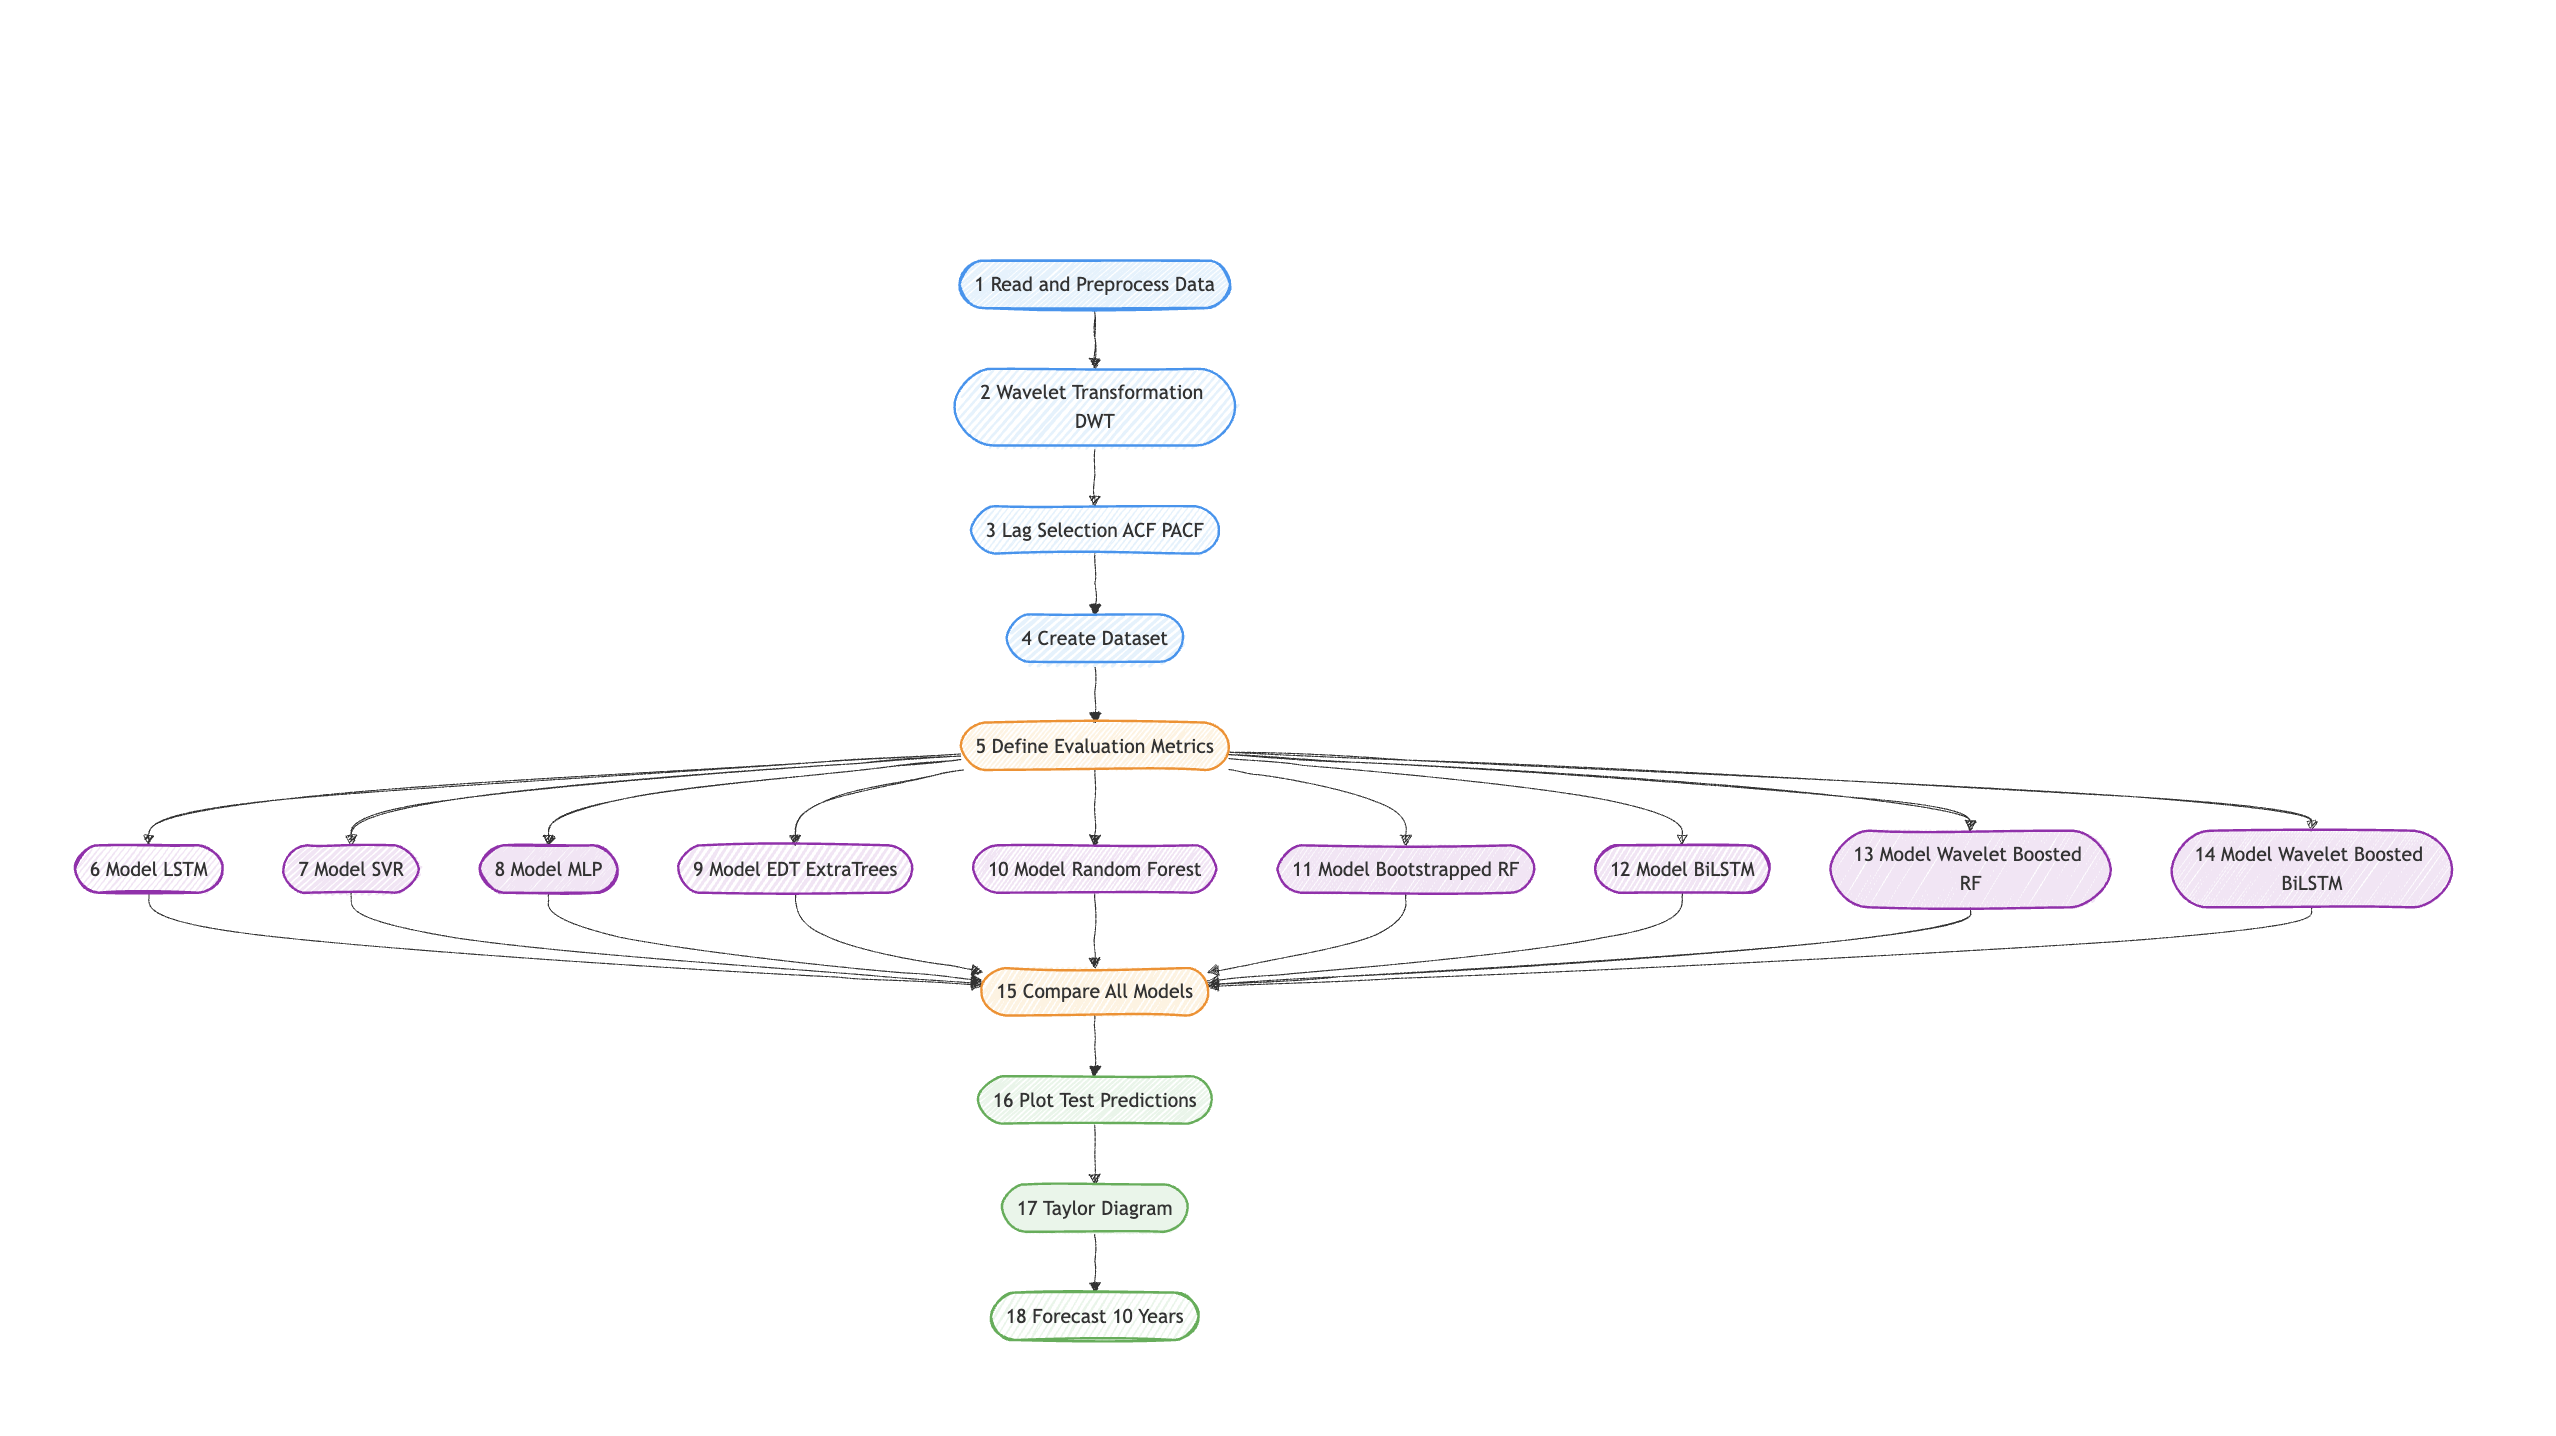 1 Read and Preprocess Data
2 Wavelet Transformation
DWT
3 Lag Selection ACF PACF
4 Create Dataset
5 Define Evaluation Metrics
6 Model LSTM
7 Model SVR
8 Model MLP
9 Model EDT ExtraTrees
10 Model Random Forest
11 Model Bootstrapped RF
12 Model BiLSTM
13 Model Wavelet Boosted
RF
14 Model Wavelet Boosted
BiLSTM
15 Compare All Models
16 Plot Test Predictions
17 Taylor Diagram
18 Forecast 10 Years